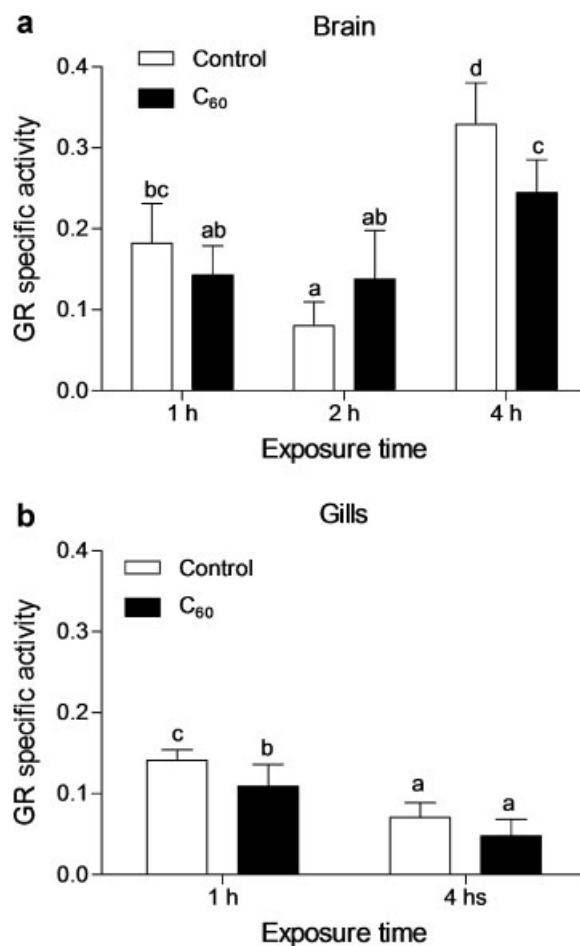 a
Brain
Control
C₆₀
GR specific activity
0.4
0.3
0.2
0.1
0.0
bc
ab
a
ab
d
c
1 h 2 h 4 h
Exposure time
b
Gills
Control
C₆₀
GR specific activity
0.4
0.3
0.2
0.1
0.0
c
b
a
a
1 h 4 hs
Exposure time